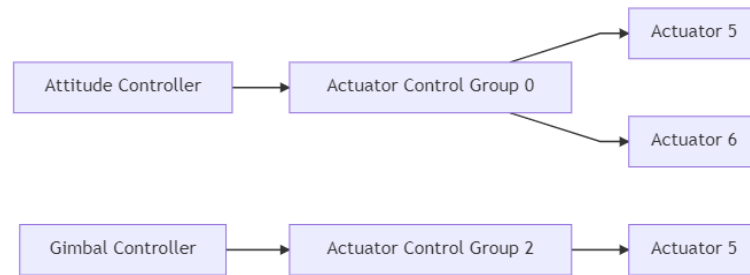 Actuator 5
Attitude Controller
Actuator Control Group 0
Actuator 6
Gimbal Controller
Actuator Control Group 2
Actuator 5